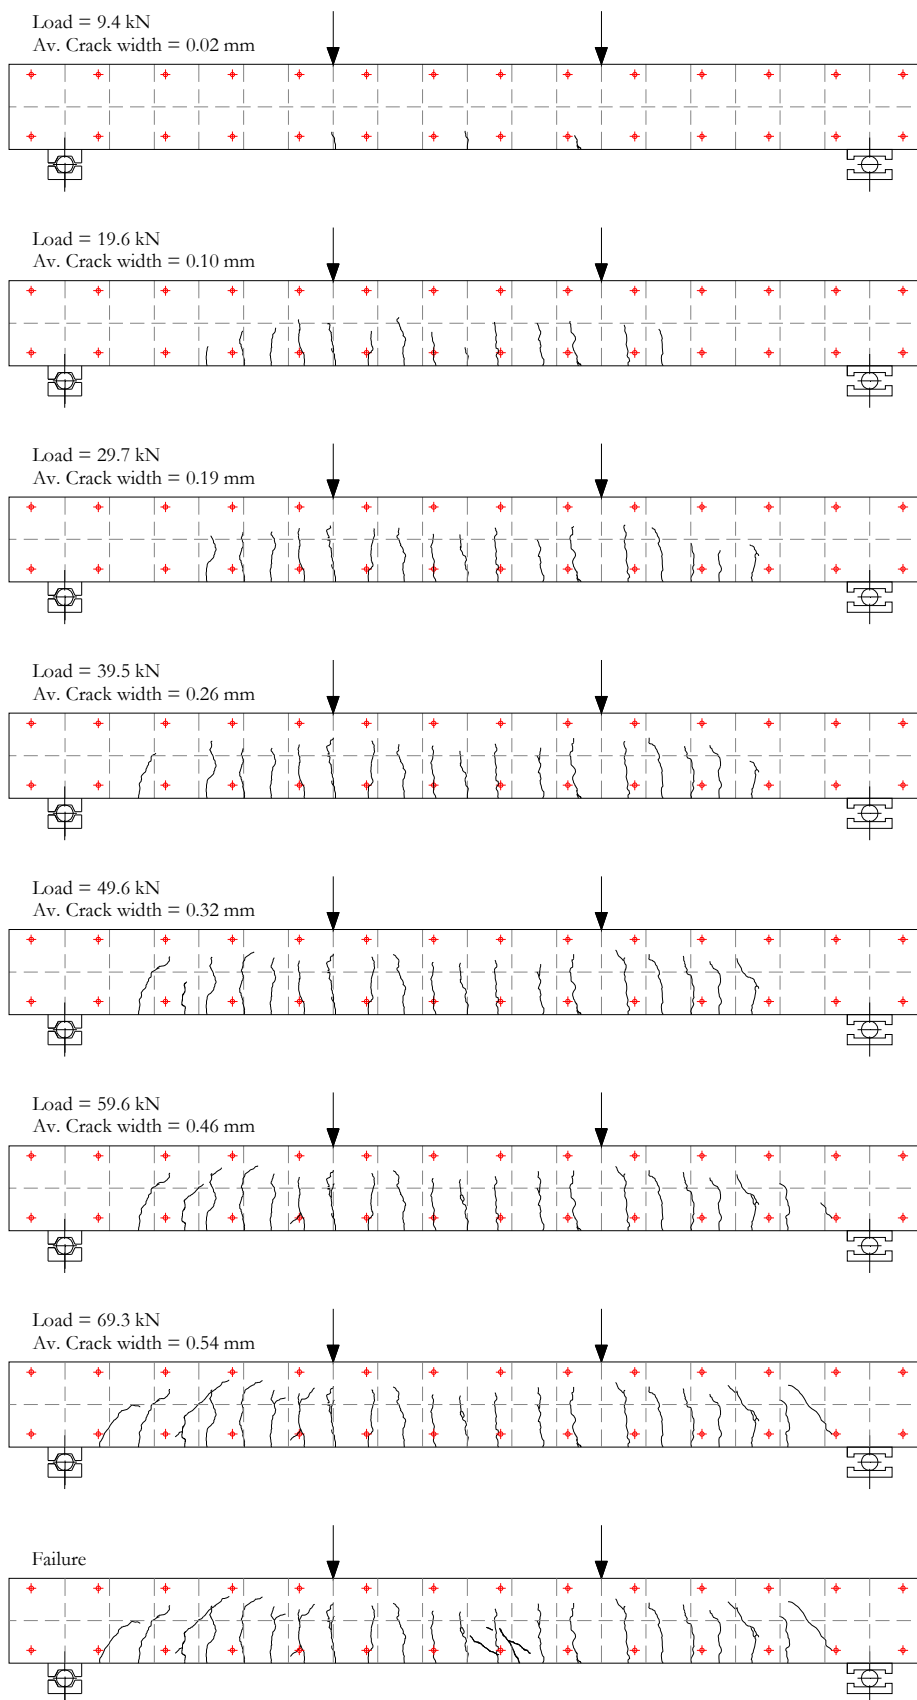 Load = 9.4 kN
Av. Crack width = 0.02 mm
Load = 19.6 kN
Av. Crack width = 0.10 mm
Load = 29.7 kN
Av. Crack width = 0.19 mm
Load = 39.5 kN
Av. Crack width = 0.26 mm
Load = 49.6 kN
Av. Crack width = 0.32 mm
Load = 59.6 kN
Av. Crack width = 0.46 mm
Load = 69.3 kN
Av. Crack width = 0.54 mm
Failure